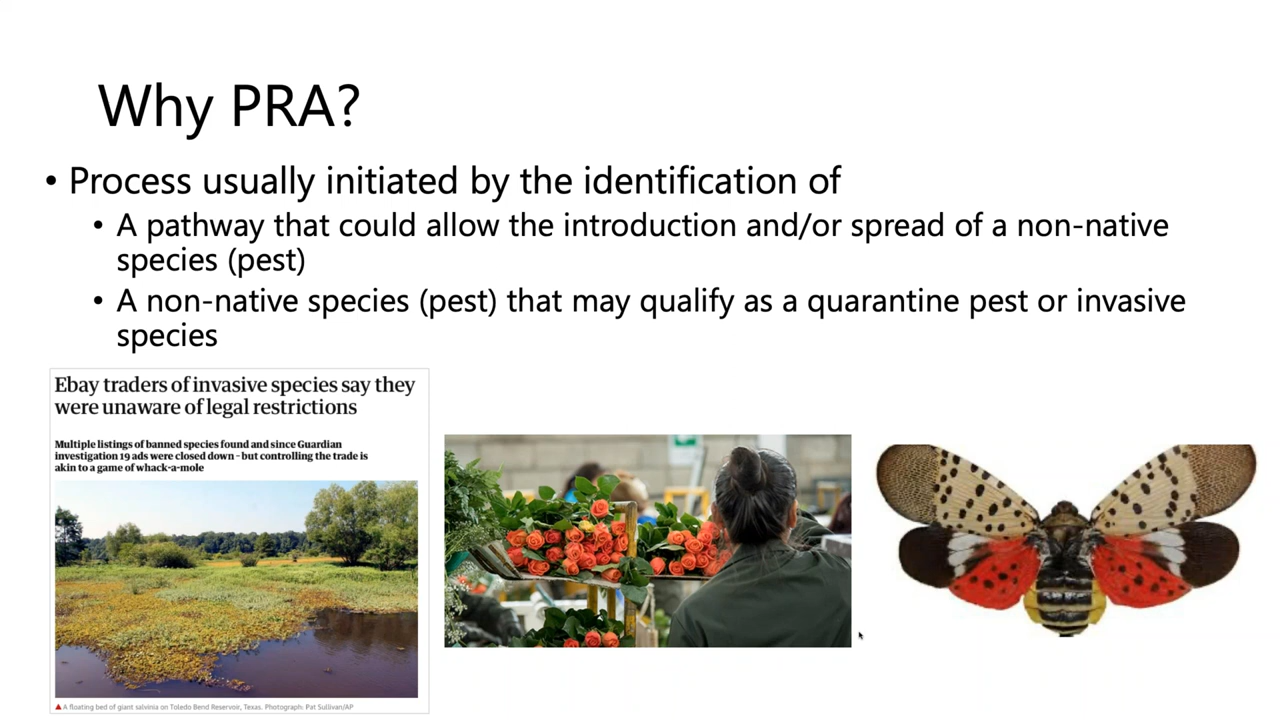 Why PRA?
• Process usually initiated by the identification of
• A pathway that could allow the introduction and/or spread of a non-native
species (pest)
• A non-native species (pest) that may qualify as a quarantine pest or invasive
species
Ebay traders of invasive species say they
were unaware of legal restrictions
Multiple listings of banned species found and since Guardian
investigation 19 ads were closed down – but controlling the trade is
akin to a game of whack-a-mole
A floating bed of giant salvinia on Toledo Bend Reservoir, Texas. Photograph: Pat Sullivan/AP